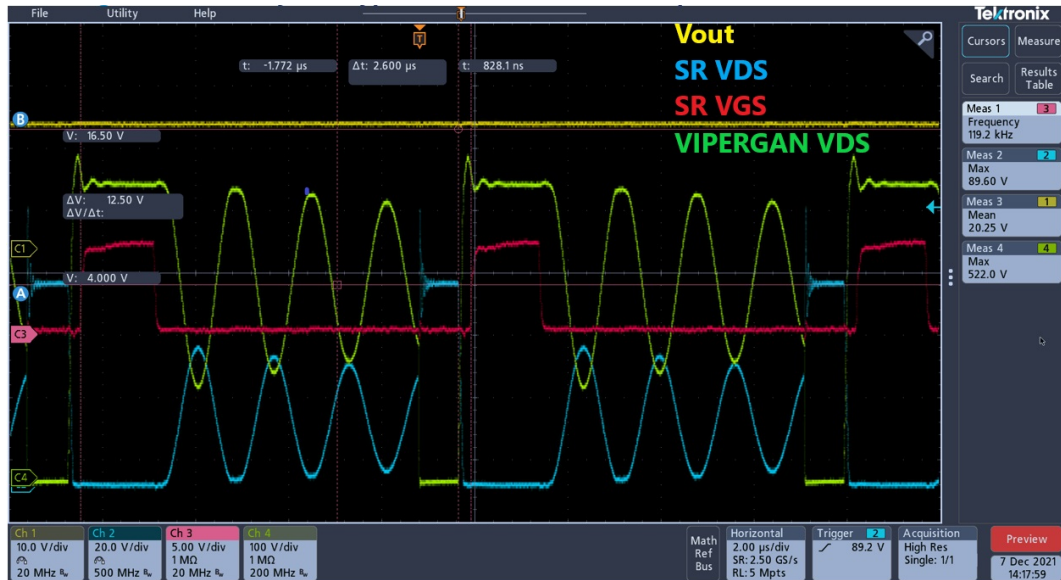 File Utility Help
Tektronix
Vout
SR VDS
SR VGS
VIPERGAN VDS
T
T
t: -1.772 µs
Δt: 2.600 µs
t: 828.1 ns
B
V: 16.50 V
ΔV: 12.50 V
ΔV/Δt:
C1
V: 4.000 V
A
C3
C4
Cursors Measure
Search Results Table
Meas 1 3
Frequency
119.2 kHz
Meas 2 2
Max
89.60 V
Meas 3 1
Mean
20.25 V
Meas 4 4
Max
522.0 V
Ch 1
10.0 V/div
20 MHz Bw
Ch 2
20.0 V/div
500 MHz Bw
Ch 3
5.00 V/div
1 MΩ
20 MHz Bw
Ch 4
100 V/div
1 MΩ
200 MHz Bw
Math
Ref
Bus
Horizontal
2.00 µs/div
SR: 2.50 GS/s
RL: 5 Mpts
Trigger 2
89.2 V
Acquisition
High Res
Single: 1/1
Preview
7 Dec 2021
14:17:59